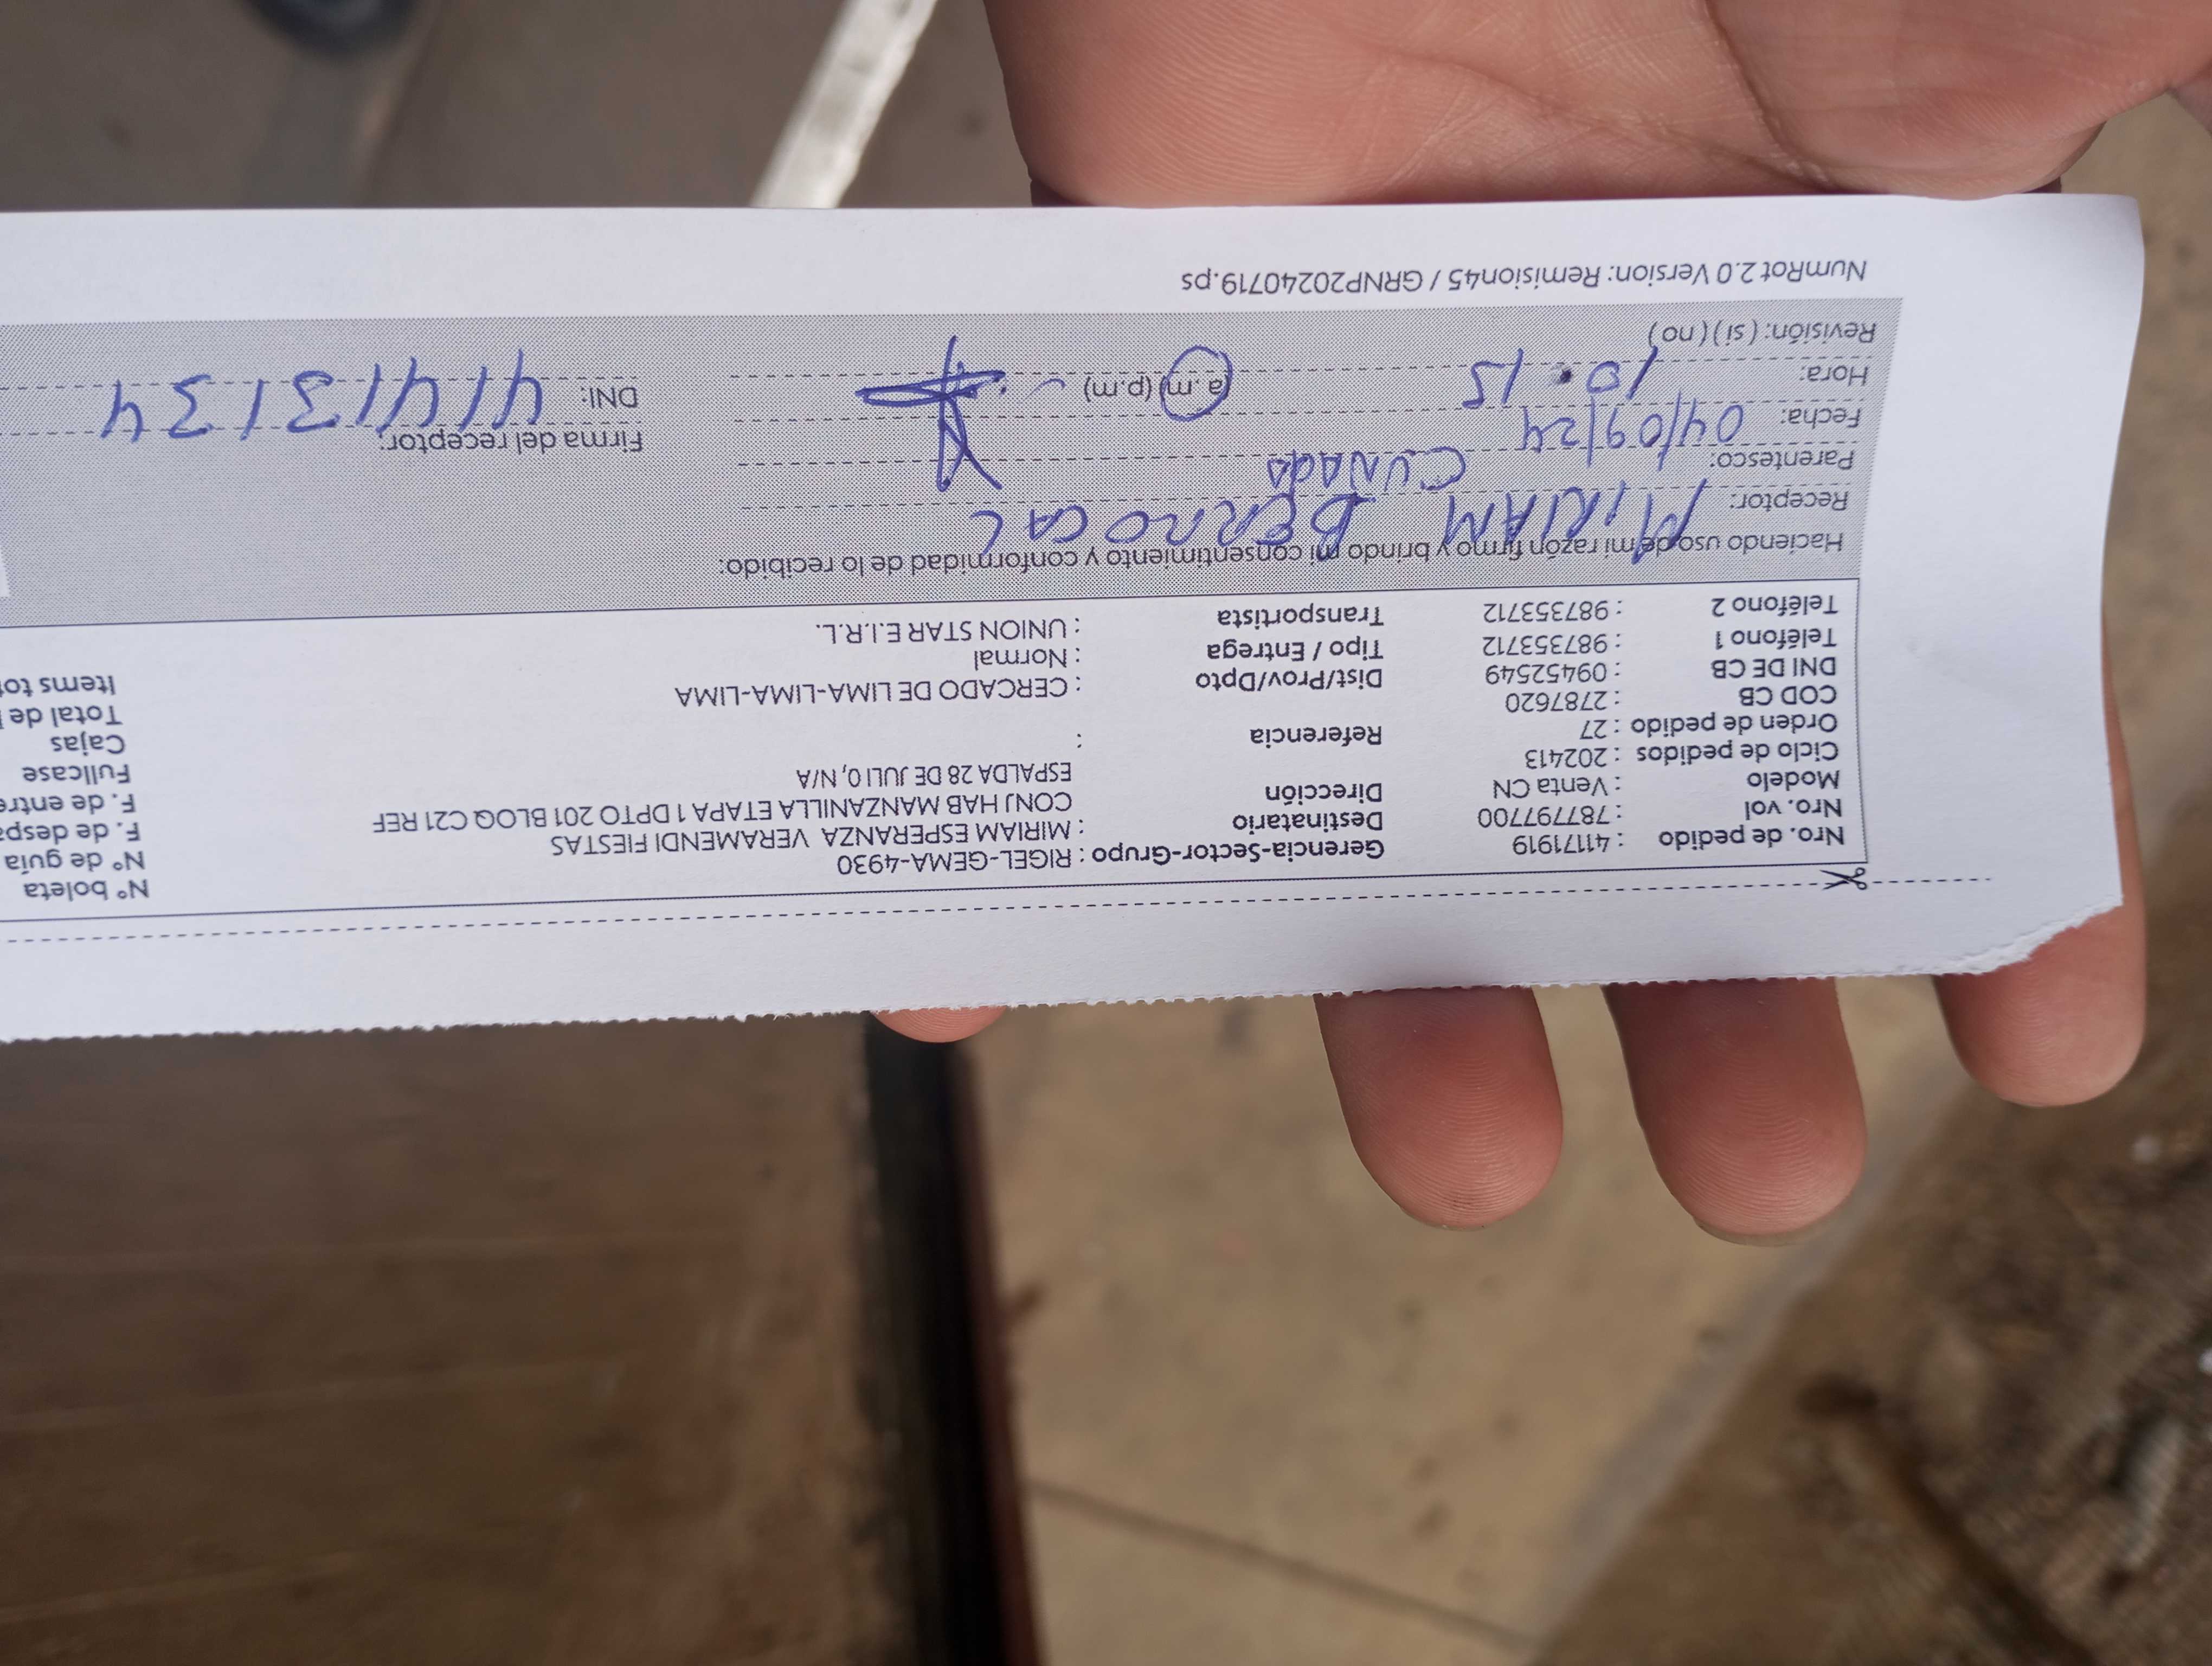 Nro. de pedido : 41171919
Nro. vol : 7877797700
Modelo : Venta CN
Ciclo de pedidos : 202413
Orden de pedido : 27
COD CB : 2787620
DNI DE CB : 09452549
Teléfono 1 : 987353712
Teléfono 2 : 987353712
Gerencia-Sector-Grupo : RIGEL-GEMA-4930
Destinatario : MIRIAM ESPERANZA VERAMENDI FIESTAS
Dirección CONJ HAB MANZANILLA ETAPA 1 DPTO 201 BLOQ C21 REF
ESPALDA 28 DE JULI 0, N/A
Referencia :
Dist/Prov/Dpto : CERCADO DE LIMA-LIMA-LIMA
Tipo / Entrega : Normal
Transportista : UNION STAR E.I.R.L.
N° boleta
N° de guía
F. de despa
F. de entre
Fullcase
Cajas
Total de
Items tot
Haciendo uso de mi razón firmo y brindo mi consentimiento y conformidad de lo recibido:
Receptor: MIRIAM BERROCAL
Parentesco: CUÑADA
Fecha: 04/09/24
Hora: 10:15 (a.m) (p.m)
Revisión: (si) (no)
Firma del receptor:
DNI: 41413134
NumRot 2.0 Version: Remision45 / GRNP20240719.ps